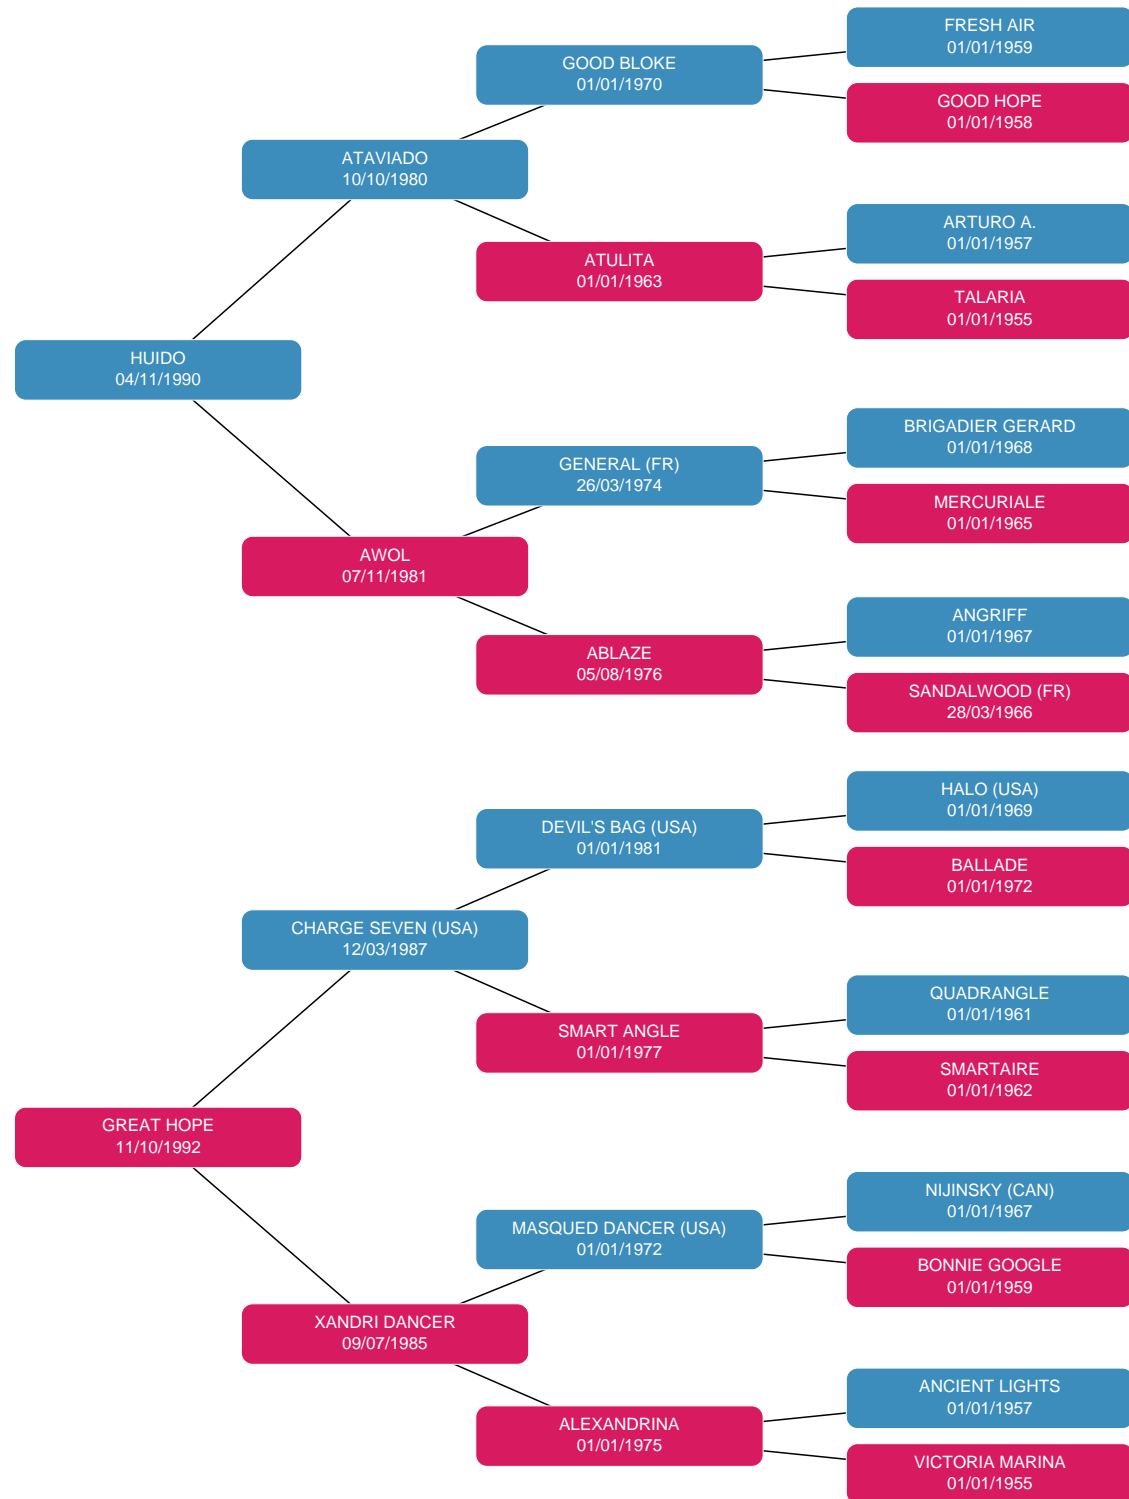 FRESH AIR
01/01/1959
GOOD BLOKE
01/01/1970
GOOD HOPE
01/01/1958
ATAVIADO
10/10/1980
ARTURO A.
01/01/1957
ATULITA
01/01/1963
TALARIA
01/01/1955
HUIDO
04/11/1990
BRIGADIER GERARD
01/01/1968
GENERAL (FR)
26/03/1974
MERCURIALE
01/01/1965
AWOL
07/11/1981
ANGRIFF
01/01/1967
ABLAZE
05/08/1976
SANDALWOOD (FR)
28/03/1966
HALO (USA)
01/01/1969
DEVIL'S BAG (USA)
01/01/1981
BALLADE
01/01/1972
CHARGE SEVEN (USA)
12/03/1987
QUADRANGLE
01/01/1961
SMART ANGLE
01/01/1977
SMARTAIRE
01/01/1962
GREAT HOPE
11/10/1992
NIJINSKY (CAN)
01/01/1967
MASQUED DANCER (USA)
01/01/1972
BONNIE GOOGLE
01/01/1959
XANDRI DANCER
09/07/1985
ANCIENT LIGHTS
01/01/1957
ALEXANDRINA
01/01/1975
VICTORIA MARINA
01/01/1955